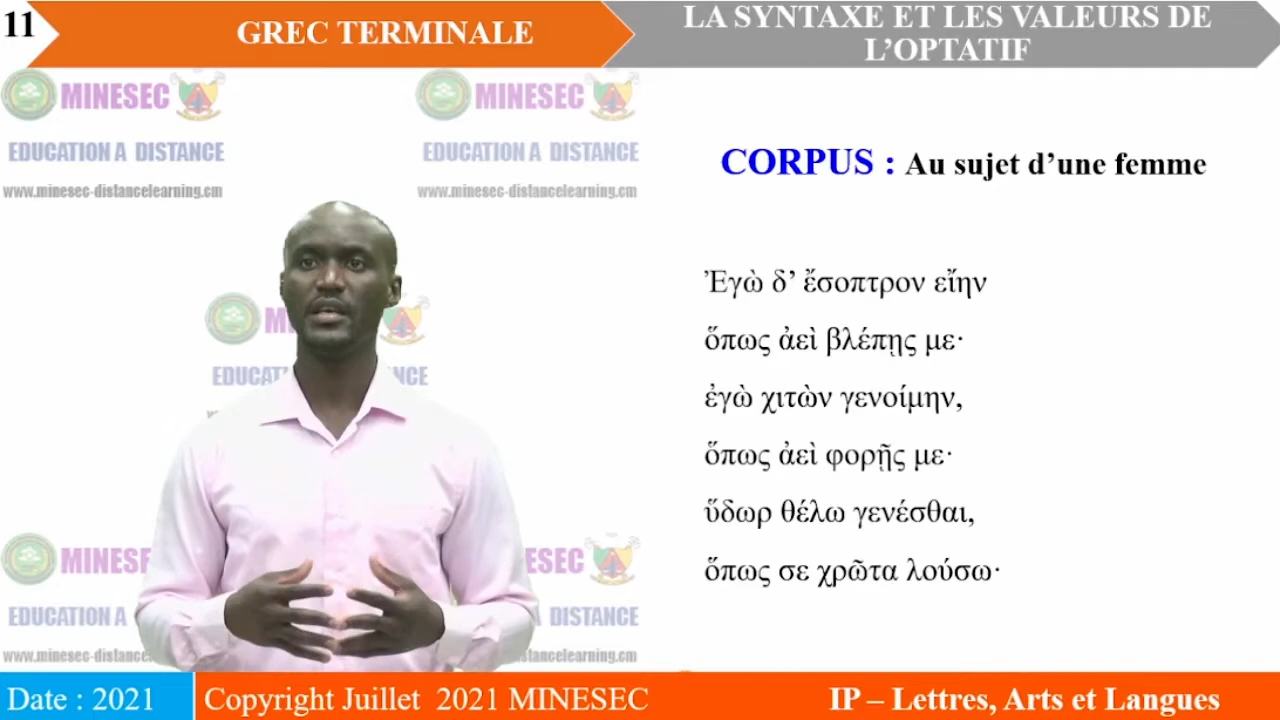 11
GREC TERMINALE
LA SYNTAXE ET LES VALEURS DE
L’OPTATIF
MINESEC
MINESEC
EDUCATION A DISTANCE
EDUCATION A DISTANCE
www.minesec-distancelearning.cm
www.minesec-distancelearning.cm
CORPUS : Au sujet d’une femme
Ἐγὼ δ’ ἔσοπτρον εἴην
ὅπως ἀεὶ βλέπῃς με·
ἐγὼ χιτὼν γενοίμην,
ὅπως ἀεὶ φορῇς με·
ὕδωρ θέλω γενέσθαι,
ὅπως σε χρῶτα λούσω·
EDUCATION A DISTANCE
Date : 2021
Copyright Juillet 2021 MINESEC
IP – Lettres, Arts et Langues